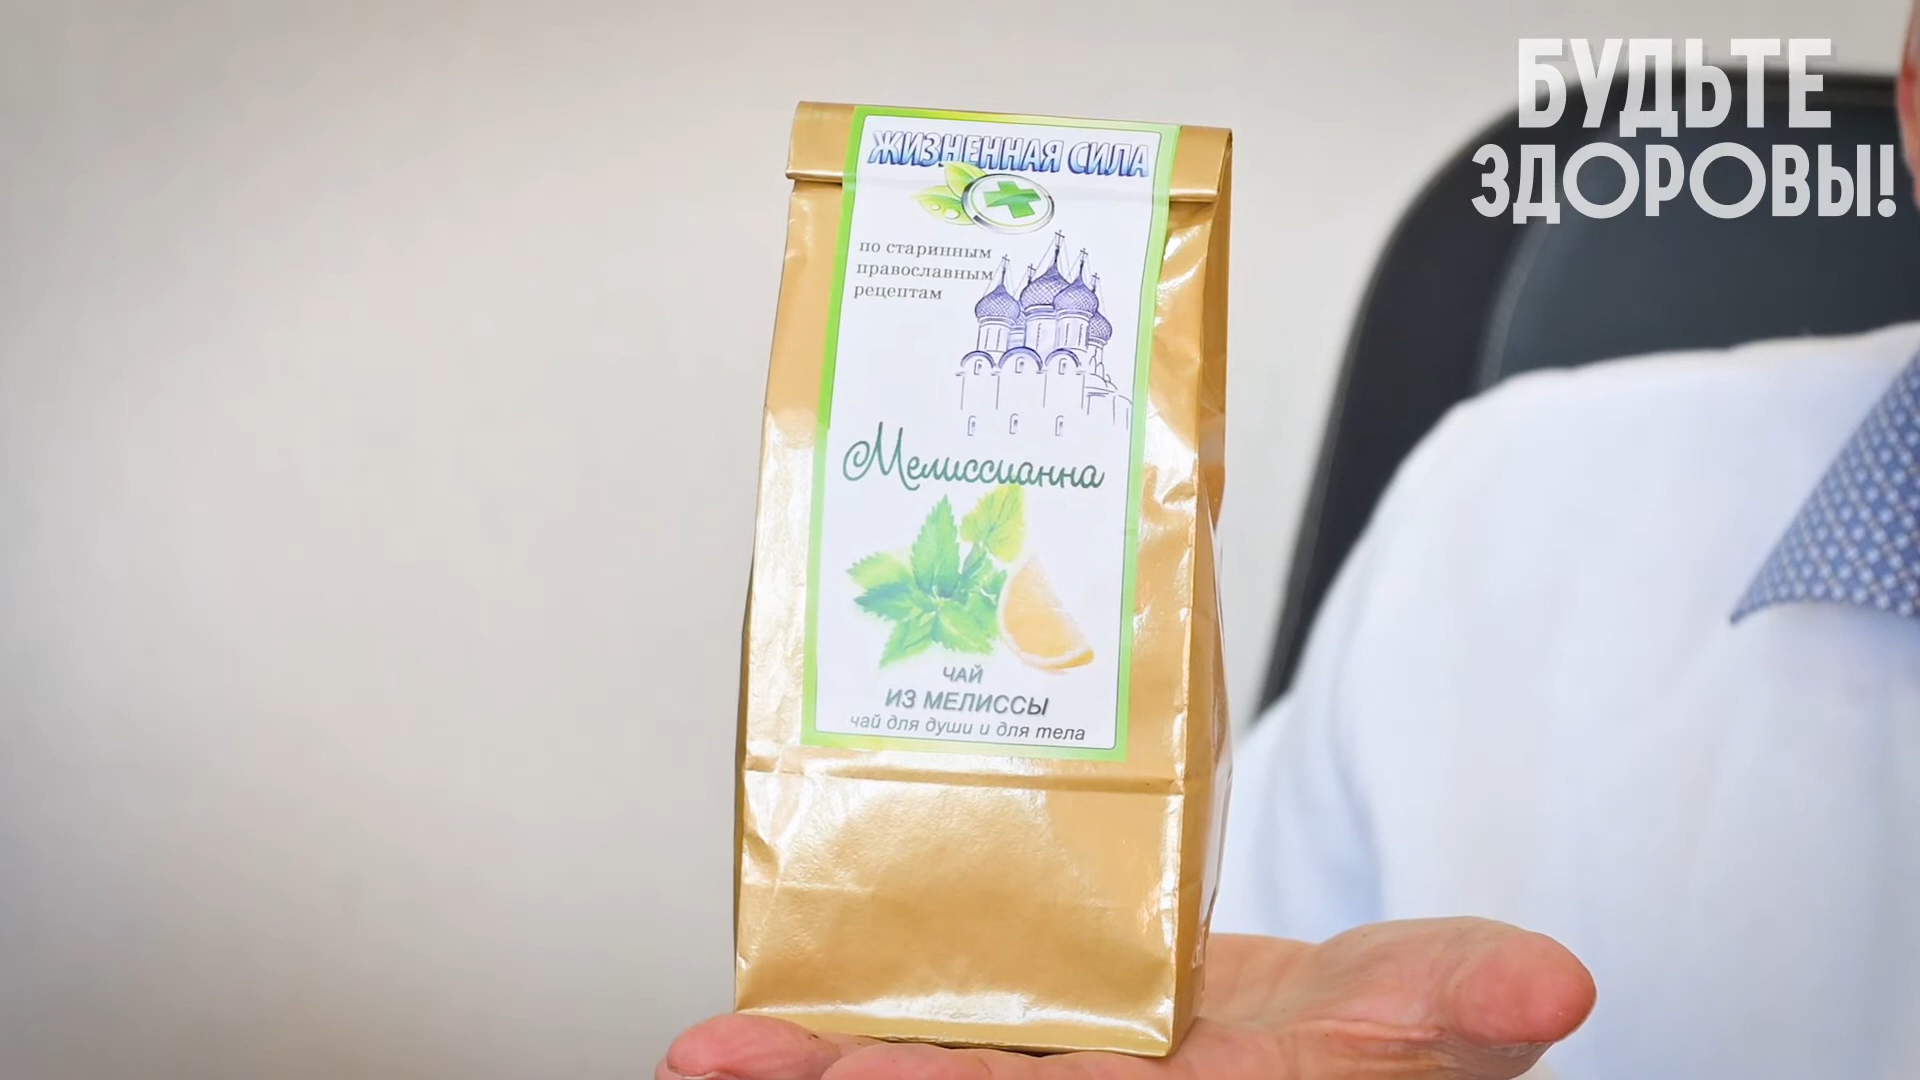 БУДЬТЕ
ЗДОРОВЫ!
ЖИЗНЕННАЯ СИЛА
по старинным
православным
рецептам
Мелиссианна
ЧАЙ
ИЗ МЕЛИССЫ
чай для души и для тела